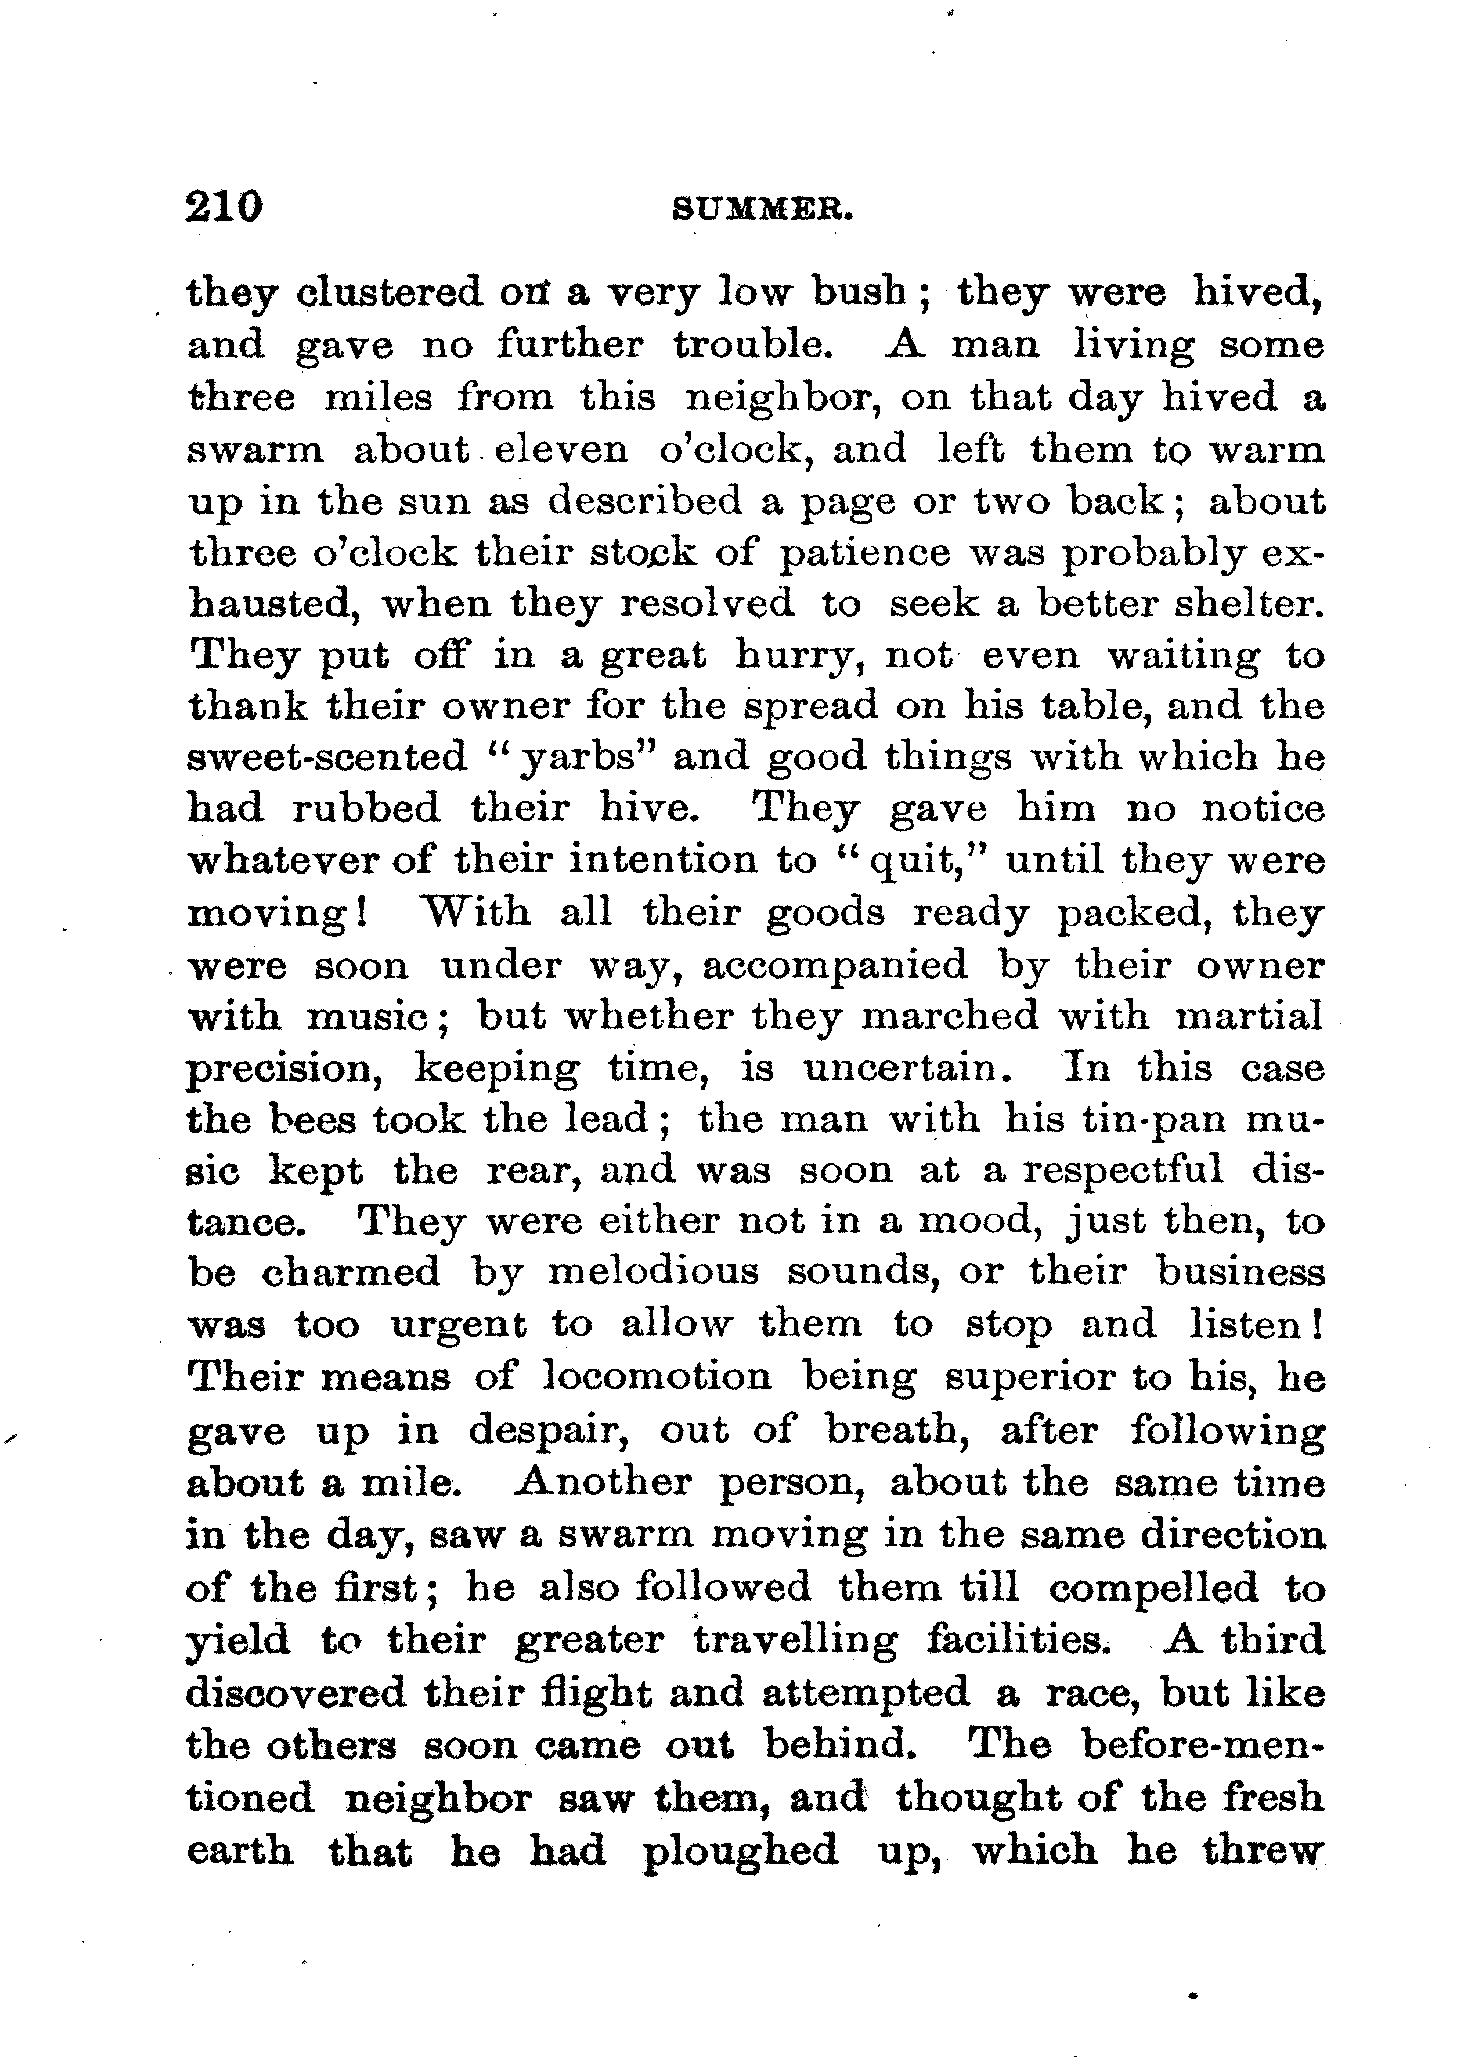 210 SUMMER.
they clustered on a very low bush ; they were hived,
and gave no further trouble. A man living some
three miles from this neighbor, on that day hived a
swarm about eleven o'clock, and left them to warm
up in the sun as described a page or two back ; about
three o'clock their stock of patience was probably ex-
hausted, when they resolved to seek a better shelter.
They put off in a great hurry, not even waiting to
thank their owner for the spread on his table, and the
sweet-scented " yarbs" and good things with which he
had rubbed their hive. They gave him no notice
whatever of their intention to " quit," until they were
moving ! With all their goods ready packed, they
were soon under way, accompanied by their owner
with music ; but whether they marched with martial
precision, keeping time, is uncertain. In this case
the bees took the lead ; the man with his tin-pan mu-
sic kept the rear, and was soon at a respectful dis-
tance. They were either not in a mood, just then, to
be charmed by melodious sounds, or their business
was too urgent to allow them to stop and listen !
Their means of locomotion being superior to his, he
gave up in despair, out of breath, after following
about a mile. Another person, about the same time
in the day, saw a swarm moving in the same direction
of the first ; he also followed them till compelled to
yield to their greater travelling facilities. A third
discovered their flight and attempted a race, but like
the others soon came out behind. The before-men-
tioned neighbor saw them, and thought of the fresh
earth that he had ploughed up, which he threw